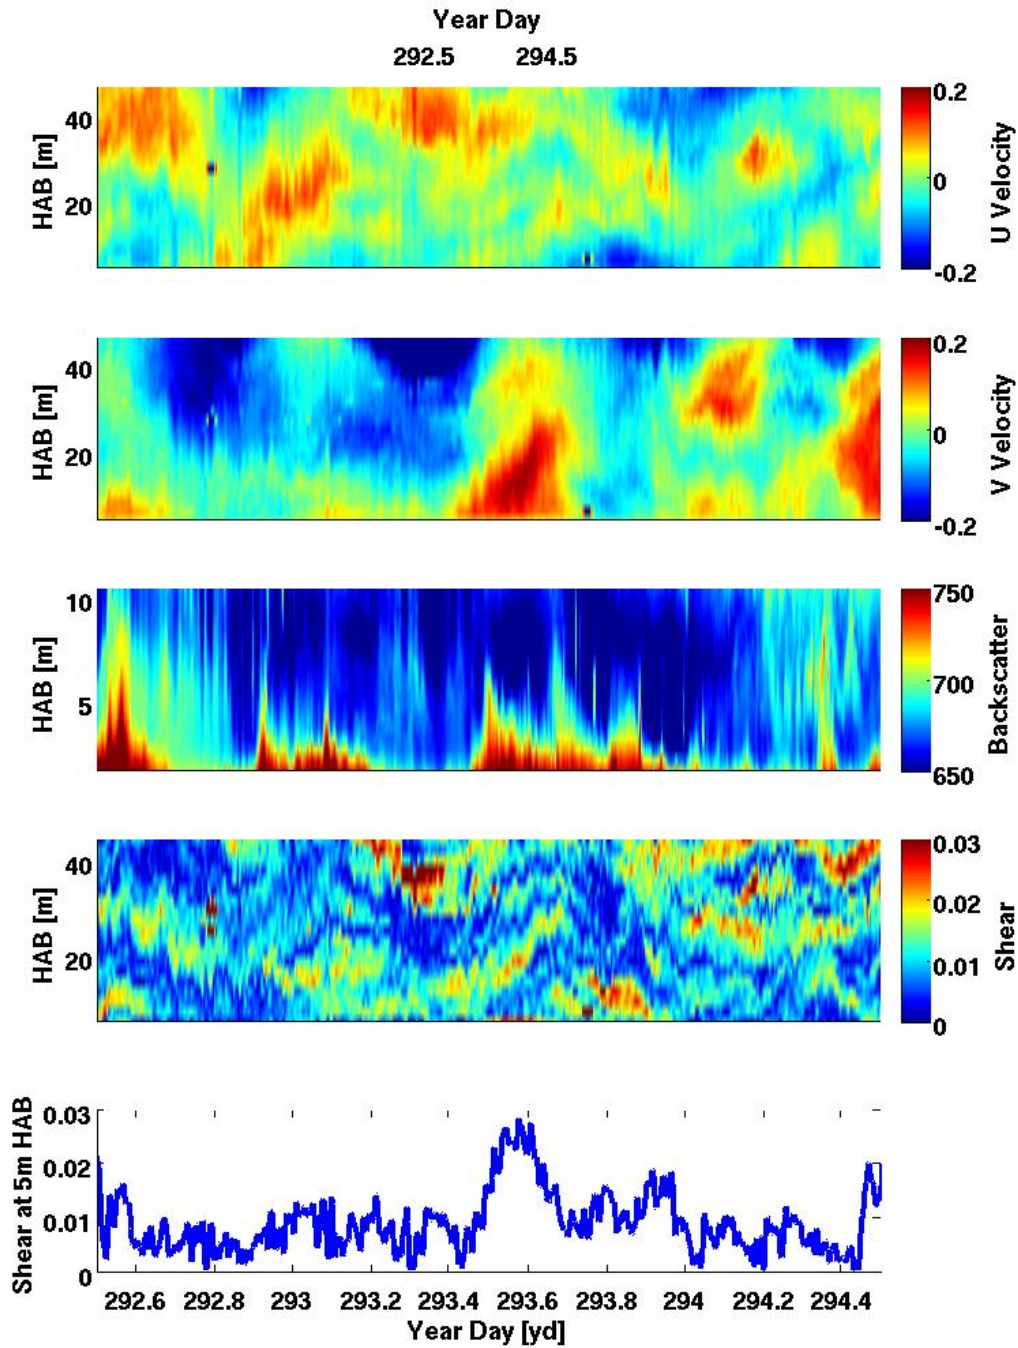 Year Day
292.5 294.5
HAB [m]
40
20
0.2
0
-0.2
U Velocity
HAB [m]
40
20
0.2
0
-0.2
V Velocity
HAB [m]
10
5
750
700
650
Backscatter
HAB [m]
40
20
0.03
0.02
0.01
0
Shear
Shear at 5m HAB
0.03
0.02
0.01
0
292.6 292.8 293 293.2 293.4 293.6 293.8 294 294.2 294.4
Year Day [yd]